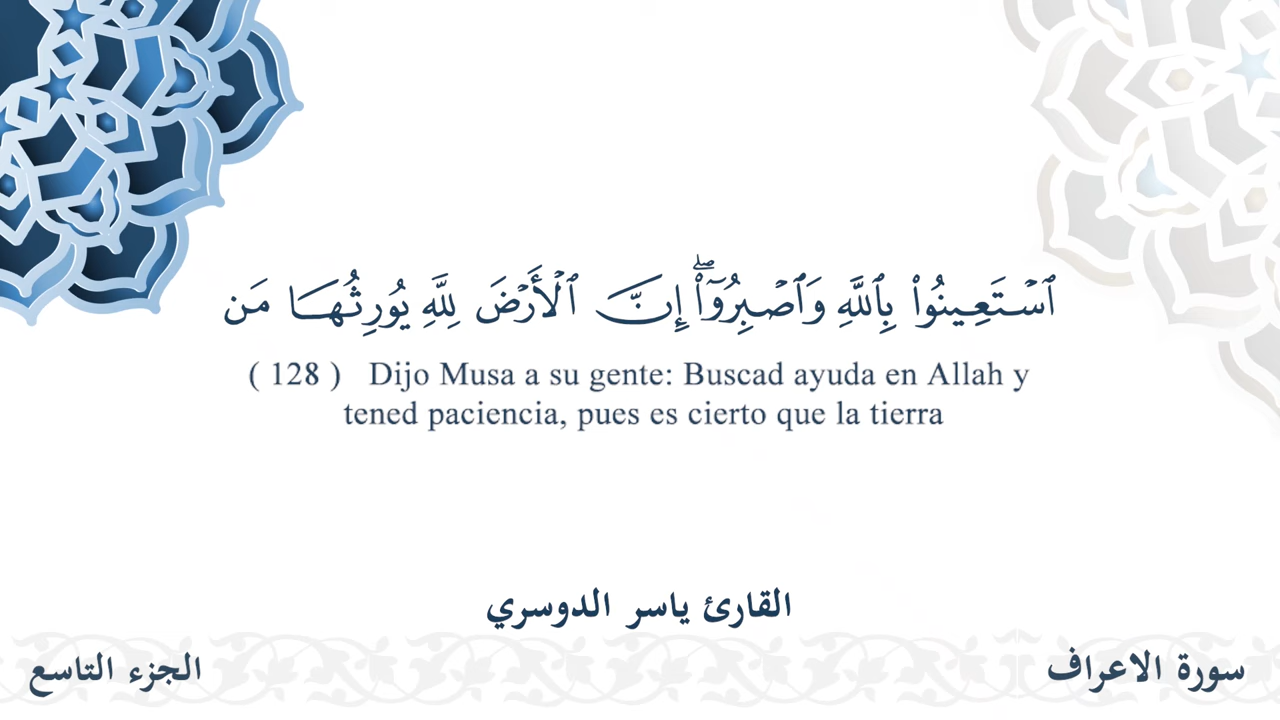 ٱسۡتَعِينُواْ بِٱللَّهِ وَٱصۡبِرُوٓاْۖ إِنَّ ٱلۡأَرۡضَ لِلَّهِ يُورِثُهَا مَن
( 128 ) Dijo Musa a su gente: Buscad ayuda en Allah y
tened paciencia, pues es cierto que la tierra
القارئ ياسر الدوسري
سورة الاعراف
الجزء التاسع